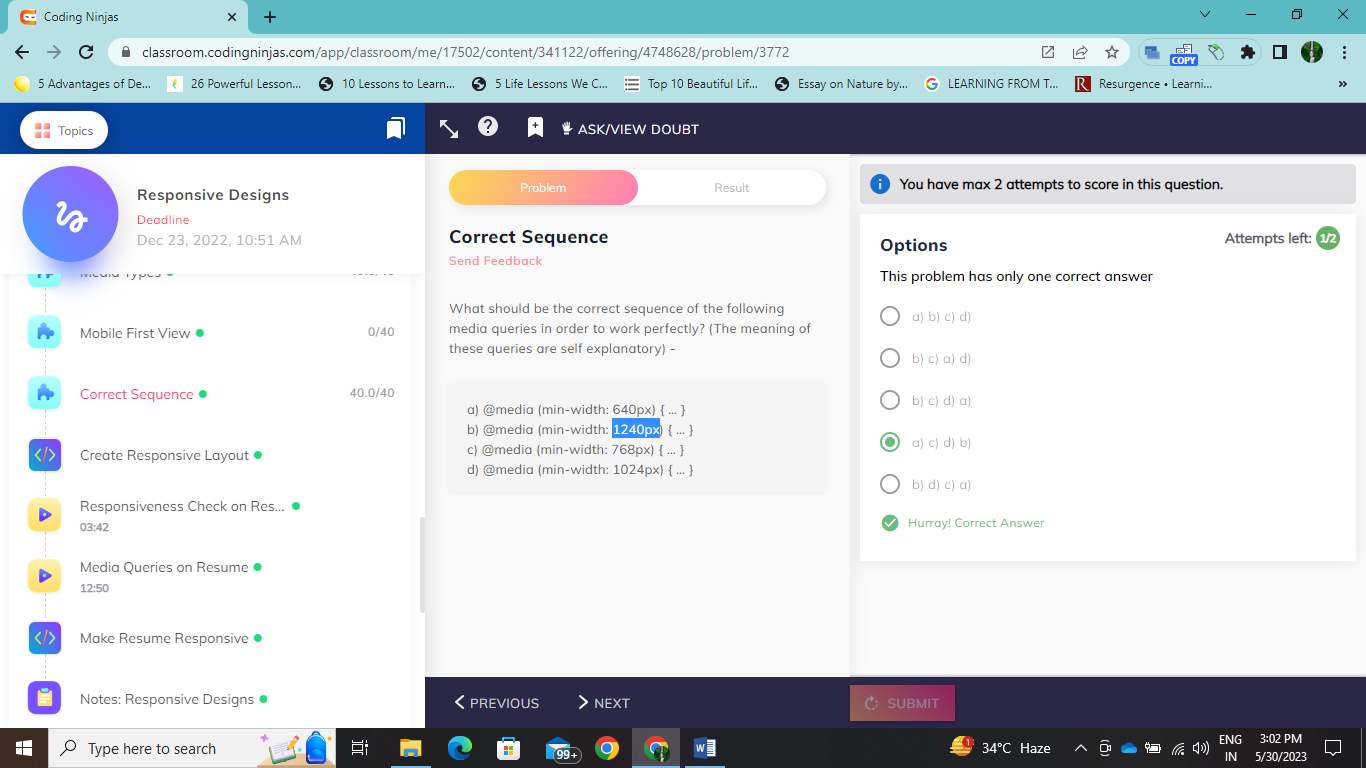 Coding Ninjas
classroom.codingninjas.com/app/classroom/me/17502/content/341122/offering/4748628/problem/3772
COPY
5 Advantages of De...
26 Powerful Lesson...
10 Lessons to Learn...
5 Life Lessons We C...
Top 10 Beautiful Lif...
Essay on Nature by...
LEARNING FROM T...
Resurgence • Learni...
Topics
ASK/VIEW DOUBT
Responsive Designs
Deadline
Dec 23, 2022, 10:51 AM
Media Types
Mobile First View
0/40
Correct Sequence
40.0/40
Create Responsive Layout
Responsiveness Check on Res...
03:42
Media Queries on Resume
12:50
Make Resume Responsive
Notes: Responsive Designs
Problem
Result
Correct Sequence
Send Feedback
What should be the correct sequence of the following
media queries in order to work perfectly? (The meaning of
these queries are self explanatory) -
a) @media (min-width: 640px) { ... }
b) @media (min-width: 1240px) { ... }
c) @media (min-width: 768px) { ... }
d) @media (min-width: 1024px) { ... }
PREVIOUS
NEXT
You have max 2 attempts to score in this question.
Options
Attempts left: 1/2
This problem has only one correct answer
a) b) c) d)
b) c) a) d)
b) c) d) a)
a) c) d) b)
b) d) c) a)
Hurray! Correct Answer
SUBMIT
Type here to search
99+
1
34°C Haze
ENG
IN
3:02 PM
5/30/2023